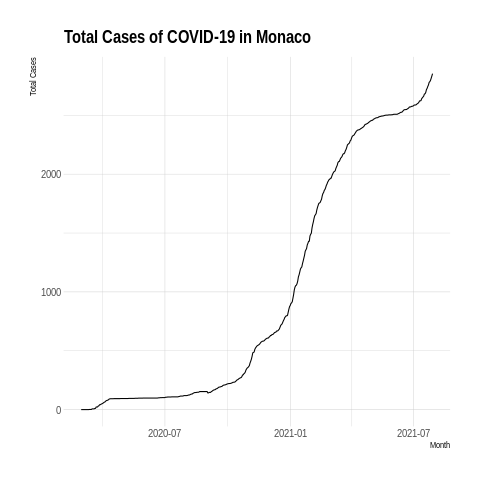 Total Cases of COVID-19 in Monaco
Total Cases
2000
1000
0
2020-07
2021-01
2021-07
Month